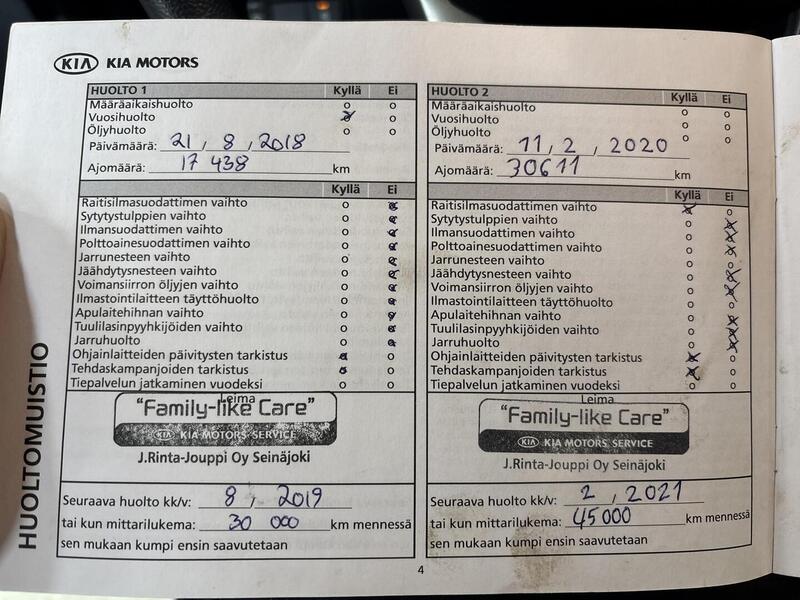 KIA KIA MOTORS
HUOLTO 1 Kyllä Ei
Määräaikaishuolto
Vuosihuolto
Öljyhuolto
Päivämäärä: 21, 8, 2018
Ajomäärä: 17 438 km
Kyllä Ei
Raitisilmasuodattimen vaihto
Sytytystulppien vaihto
Ilmansuodattimen vaihto
Polttoainesuodattimen vaihto
Jarrunesteen vaihto
Jäähdytysnesteen vaihto
Voimansiirron öljyjen vaihto
Ilmastointilaitteen täyttöhuolto
Apulaitehihnan vaihto
Tuulilasinpyyhkijöiden vaihto
Jarruhuolto
Ohjainlaitteiden päivitysten tarkistus
Tehdaskampanjoiden tarkistus
Tiepalvelun jatkaminen vuodeksi
Leima
"Family-like Care"
KIA KIA MOTORS SERVICE
J.Rinta-Jouppi Oy Seinäjoki
Seuraava huolto kk/v: 8, 2019
tai kun mittarilukema: 30 000 km mennessä
sen mukaan kumpi ensin saavutetaan
HUOLTO 2 Kyllä Ei
Määräaikaishuolto
Vuosihuolto
Öljyhuolto
Päivämäärä: 11, 2, 2020
Ajomäärä: 30611 km
Kyllä Ei
Raitisilmasuodattimen vaihto
Sytytystulppien vaihto
Ilmansuodattimen vaihto
Polttoainesuodattimen vaihto
Jarrunesteen vaihto
Jäähdytysnesteen vaihto
Voimansiirron öljyjen vaihto
Ilmastointilaitteen täyttöhuolto
Apulaitehihnan vaihto
Tuulilasinpyyhkijöiden vaihto
Jarruhuolto
Ohjainlaitteiden päivitysten tarkistus
Tehdaskampanjoiden tarkistus
Tiepalvelun jatkaminen vuodeksi
Leima
"Family-like Care"
KIA KIA MOTORS SERVICE
J.Rinta-Jouppi Oy Seinäjoki
Seuraava huolto kk/v: 2, 2021
tai kun mittarilukema: 45000 km mennessä
sen mukaan kumpi ensin saavutetaan
HUOLTOMUISTIO
4